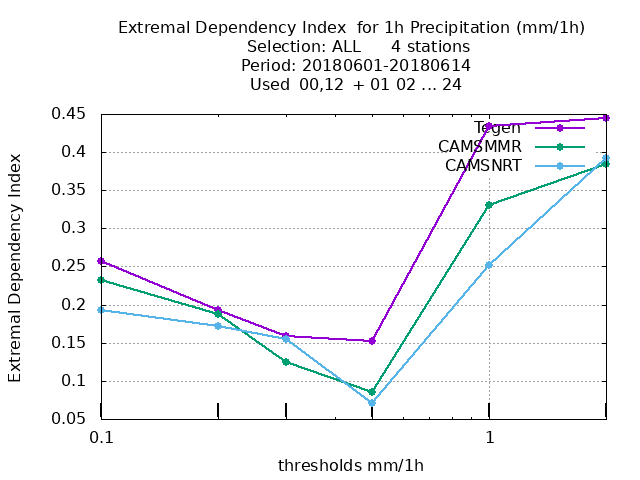 Extremal Dependency Index  for 1h Precipitation (mm/1h)
Selection: ALL      4 stations
Period: 20180601-20180614
Used  00,12  + 01 02 ... 24
Extremal Dependency Index
0.45
0.4
0.35
0.3
0.25
0.2
0.15
0.1
0.05
Tegen
CAMSMMR
CAMSNRT
0.1
1
thresholds mm/1h